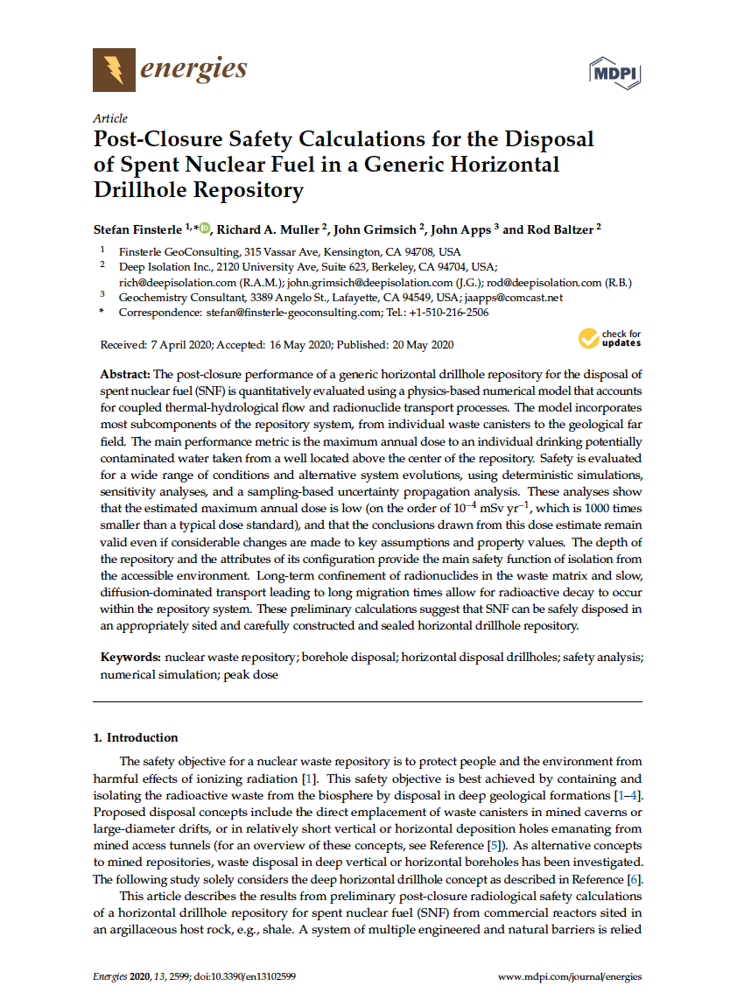 energies
MDPI
Article
Post-Closure Safety Calculations for the Disposal
of Spent Nuclear Fuel in a Generic Horizontal
Drillhole Repository
Stefan Finsterle 1,* iD, Richard A. Muller 2, John Grimsich 2, John Apps 3 and Rod Baltzer 2
1 Finsterle GeoConsulting, 315 Vassar Ave, Kensington, CA 94708, USA
2 Deep Isolation Inc., 2120 University Ave, Suite 623, Berkeley, CA 94704, USA;
rich@deepisolation.com (R.A.M.); john.grimsich@deepisolation.com (J.G.); rod@deepisolation.com (R.B.)
3 Geochemistry Consultant, 3389 Angelo St., Lafayette, CA 94549, USA; jaapps@comcast.net
* Correspondence: stefan@finsterle-geoconsulting.com; Tel.: +1-510-216-2506
Received: 7 April 2020; Accepted: 16 May 2020; Published: 20 May 2020
check for
updates
Abstract: The post-closure performance of a generic horizontal drillhole repository for the disposal of
spent nuclear fuel (SNF) is quantitatively evaluated using a physics-based numerical model that accounts
for coupled thermal-hydrological flow and radionuclide transport processes. The model incorporates
most subcomponents of the repository system, from individual waste canisters to the geological far
field. The main performance metric is the maximum annual dose to an individual drinking potentially
contaminated water taken from a well located above the center of the repository. Safety is evaluated
for a wide range of conditions and alternative system evolutions, using deterministic simulations,
sensitivity analyses, and a sampling-based uncertainty propagation analysis. These analyses show
that the estimated maximum annual dose is low (on the order of 10−4 mSv yr−1, which is 1000 times
smaller than a typical dose standard), and that the conclusions drawn from this dose estimate remain
valid even if considerable changes are made to key assumptions and property values. The depth of
the repository and the attributes of its configuration provide the main safety function of isolation from
the accessible environment. Long-term confinement of radionuclides in the waste matrix and slow,
diffusion-dominated transport leading to long migration times allow for radioactive decay to occur
within the repository system. These preliminary calculations suggest that SNF can be safely disposed in
an appropriately sited and carefully constructed and sealed horizontal drillhole repository.
Keywords: nuclear waste repository; borehole disposal; horizontal disposal drillholes; safety analysis;
numerical simulation; peak dose
1. Introduction
The safety objective for a nuclear waste repository is to protect people and the environment from
harmful effects of ionizing radiation [1]. This safety objective is best achieved by containing and
isolating the radioactive waste from the biosphere by disposal in deep geological formations [1–4].
Proposed disposal concepts include the direct emplacement of waste canisters in mined caverns or
large-diameter drifts, or in relatively short vertical or horizontal deposition holes emanating from
mined access tunnels (for an overview of these concepts, see Reference [5]). As alternative concepts
to mined repositories, waste disposal in deep vertical or horizontal boreholes has been investigated.
The following study solely considers the deep horizontal drillhole concept as described in Reference [6].
This article describes the results from preliminary post-closure radiological safety calculations
of a horizontal drillhole repository for spent nuclear fuel (SNF) from commercial reactors sited in
an argillaceous host rock, e.g., shale. A system of multiple engineered and natural barriers is relied
Energies 2020, 13, 2599; doi:10.3390/en13102599
www.mdpi.com/journal/energies